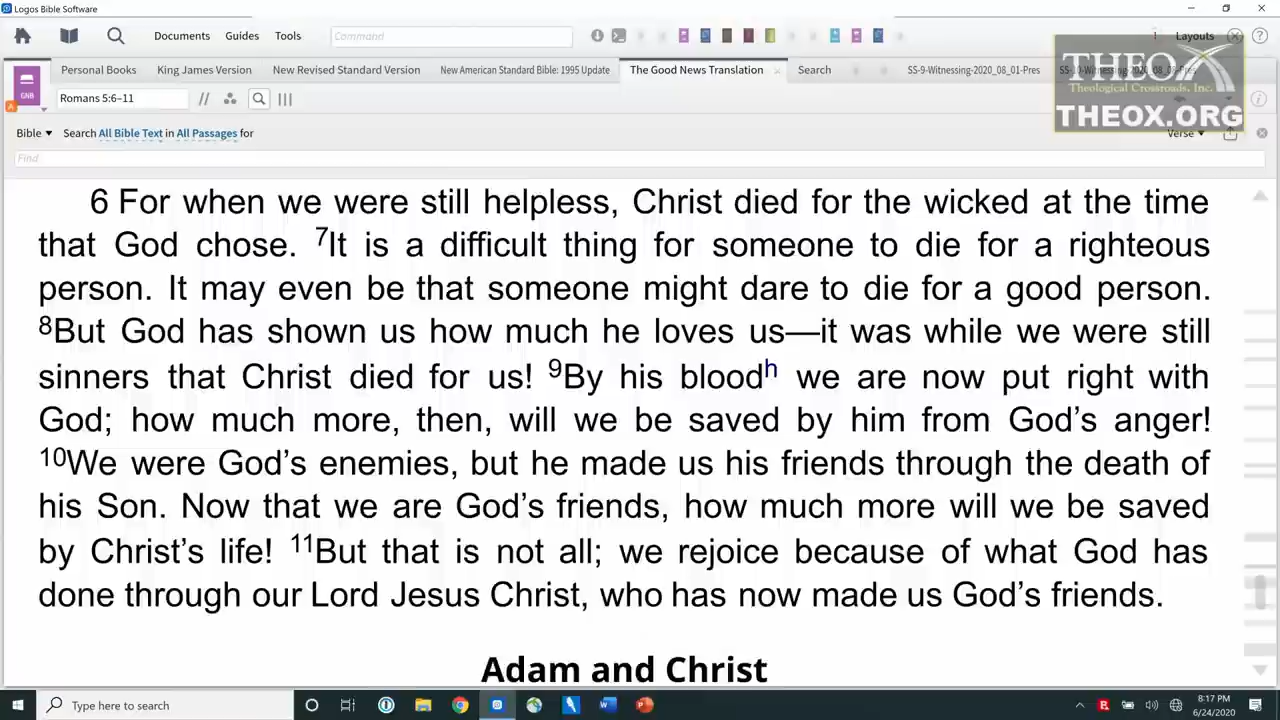 Logos Bible Software
Documents Guides Tools Command Layouts
Personal Books King James Version New Revised Stan American Standard Bible: 1995 Update The Good News Translation Search SS-9-Witnessing-2020_08_01-Pres SS-10-Witnessing-2020_08_08-Pres
GNB Romans 5:6–11
THEOX
Theological Crossroads, Inc.
THEOX.ORG
Bible Search All Bible Text in All Passages for Verse
Find
6 For when we were still helpless, Christ died for the wicked at the time
that God chose. 7It is a difficult thing for someone to die for a righteous
person. It may even be that someone might dare to die for a good person.
8But God has shown us how much he loves us—it was while we were still
sinners that Christ died for us! 9By his bloodh we are now put right with
God; how much more, then, will we be saved by him from God’s anger!
10We were God’s enemies, but he made us his friends through the death of
his Son. Now that we are God’s friends, how much more will we be saved
by Christ’s life! 11But that is not all; we rejoice because of what God has
done through our Lord Jesus Christ, who has now made us God’s friends.
Adam and Christ
Type here to search
8:17 PM
6/24/2020